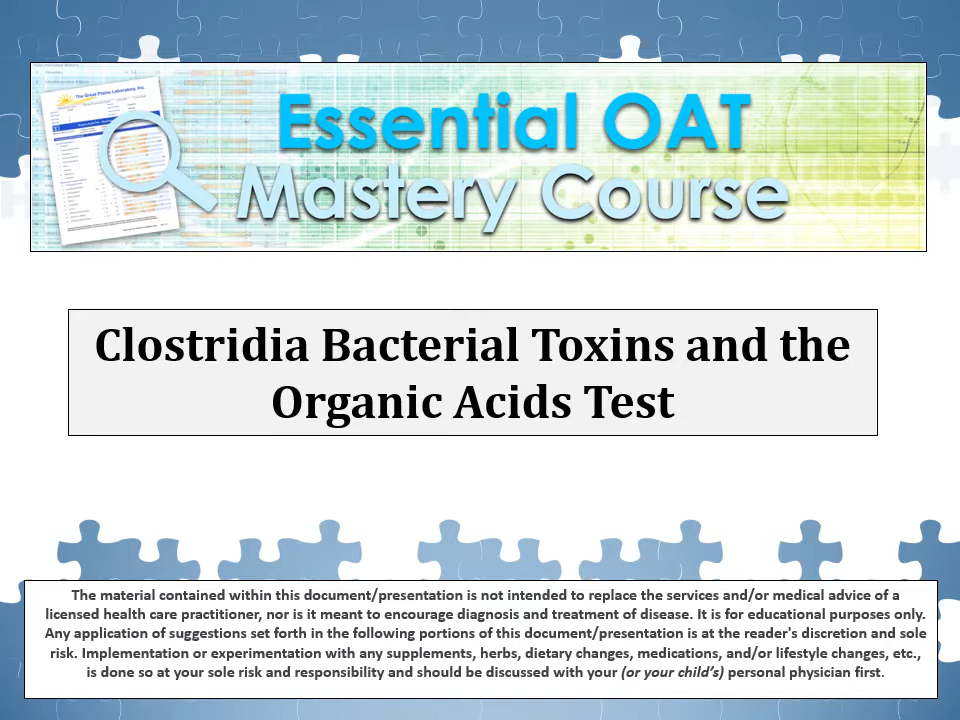 The Great Plains Laboratory, Inc.
Essential OAT
Mastery Course
Clostridia Bacterial Toxins and the
Organic Acids Test
The material contained within this document/presentation is not intended to replace the services and/or medical advice of a
licensed health care practitioner, nor is it meant to encourage diagnosis and treatment of disease. It is for educational purposes only.
Any application of suggestions set forth in the following portions of this document/presentation is at the reader's discretion and sole
risk. Implementation or experimentation with any supplements, herbs, dietary changes, medications, and/or lifestyle changes, etc.,
is done so at your sole risk and responsibility and should be discussed with your (or your child’s) personal physician first.